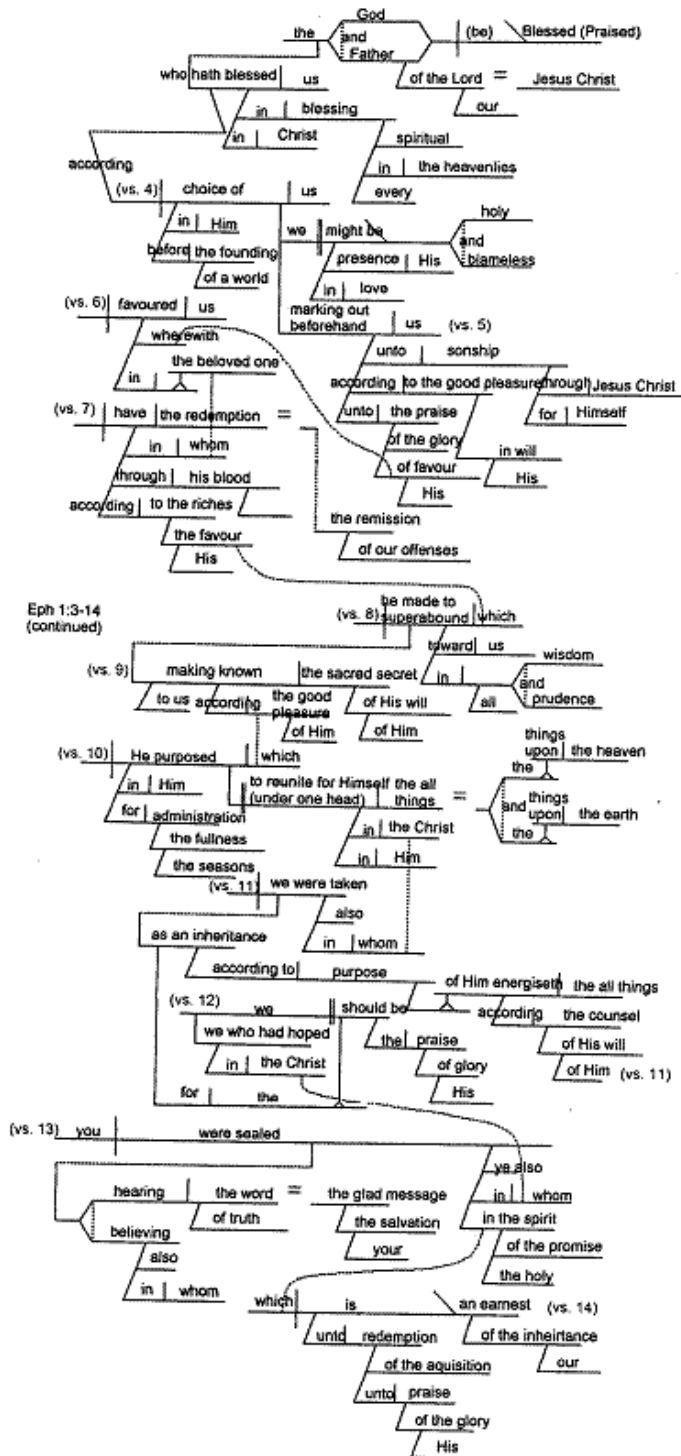 God
the and
Father
(be) Blessed (Praised)
who hath blessed us of the Lord = Jesus Christ
our
in blessing
in Christ
spiritual
according
in the heavenlies
every
(vs. 4) choice of us
holy
in Him we might be and
blameless
before the founding presence His
of a world in love
(vs. 6) favoured us marking out
beforehand us (vs. 5)
wherewith
unto sonship
the beloved one
in
according to the good pleasure through Jesus Christ
(vs. 7) have the redemption = unto the praise for Himself
in whom of the glory
in will
of favour
through his blood His His
according to the riches
the remission
the favour
of our offenses
His
be made to
Eph 1:3-14 (vs. 8) superabound which
(continued)
toward us wisdom
(vs. 9) making known the sacred secret and
in all prudence
to us according the good
pleasure of His will
of Him of Him
things
upon the heaven
(vs. 10) He purposed which the
in Him to reunile for Himself the all
(under one head) things = and things
for administration upon the earth
in the Christ the
the fullness
in Him
the seasons
(vs. 11) we were taken
also
as an inheritance in whom
according to purpose
of Him energiseth the all things
(vs. 12) we should be according the counsel
we who had hoped the praise of His will
in the Christ of glory of Him (vs. 11)
His
for the
(vs. 13) you were sealed
ye also
hearing the word = the glad message in whom
of truth the salvation in the spirit
believing your of the promise
also the holy
in whom
which is an earnest (vs. 14)
unto redemption of the inheirtance
of the aquisition our
unto praise
of the glory
His